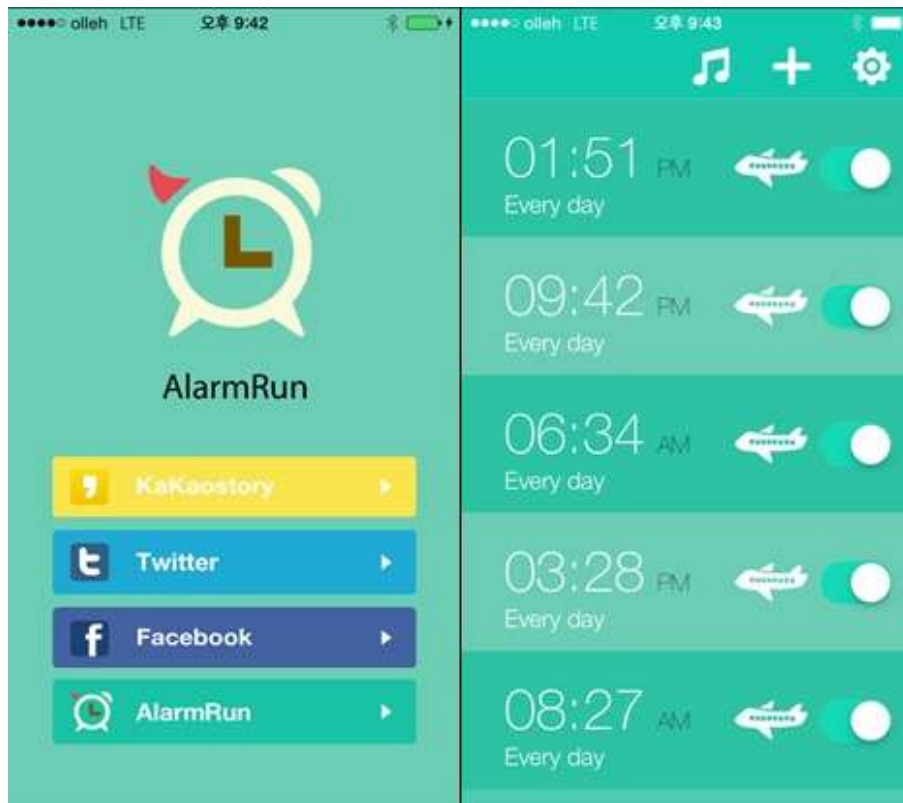 olleh LTE 오후 9:42
AlarmRun
KaKaostory
Twitter
Facebook
AlarmRun
olleh LTE 오후 9:43
01:51 PM
Every day
09:42 PM
Every day
06:34 AM
Every day
03:28 PM
Every day
08:27 AM
Every day